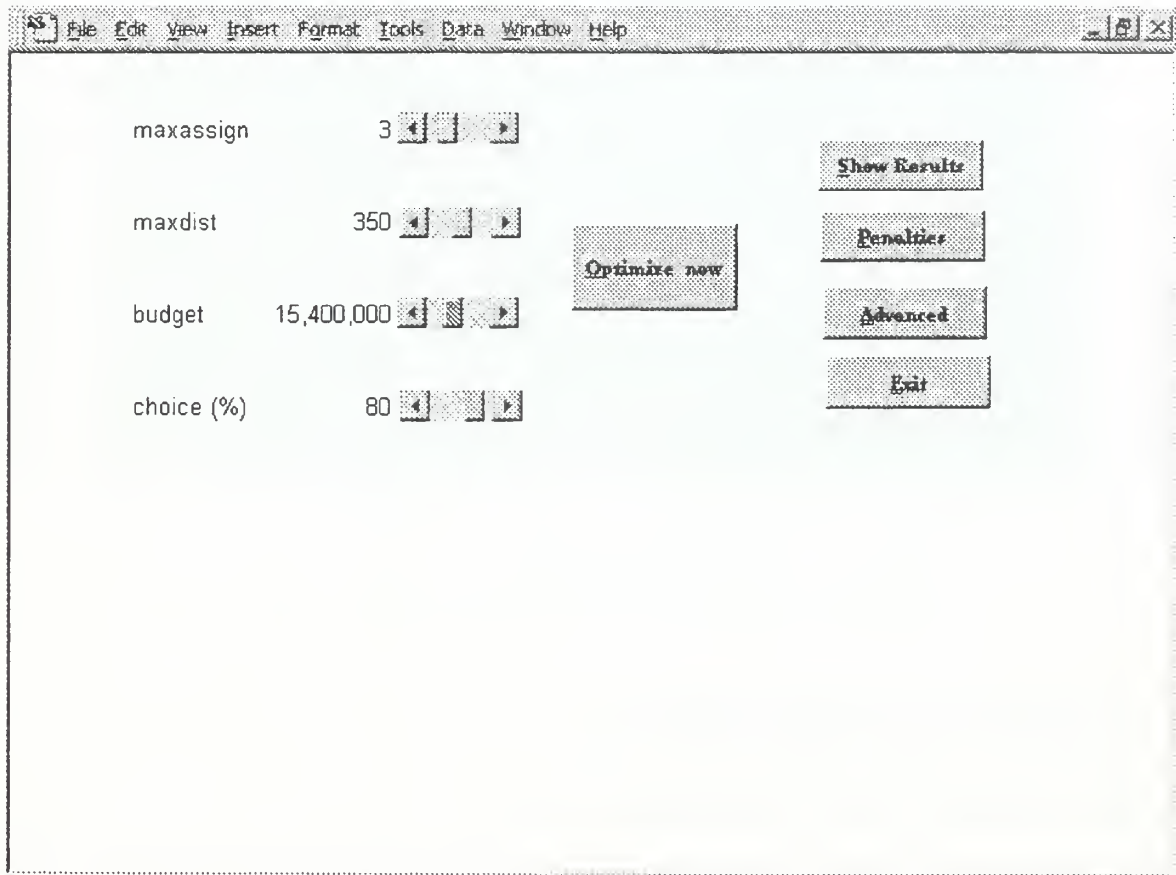 File Edit View Insert Format Tools Data Window Help
maxassign 3
maxdist 350
budget 15,400,000
choice (%) 80
Optimize now
Show Results
Penalties
Advanced
Exit